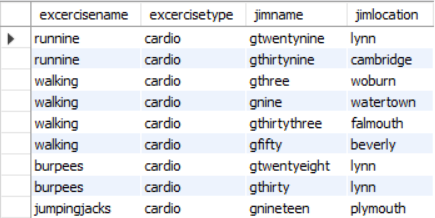 excercisename excercisetype jimname jimlocation
runnine cardio gtwentynine lynn
runnine cardio gthirtynine cambridge
walking cardio gthree woburn
walking cardio gnine watertown
walking cardio gthirtythree falmouth
walking cardio gfifty beverly
burpees cardio gtwentyeight lynn
burpees cardio gthirty lynn
jumpingjacks cardio gnineteen plymouth